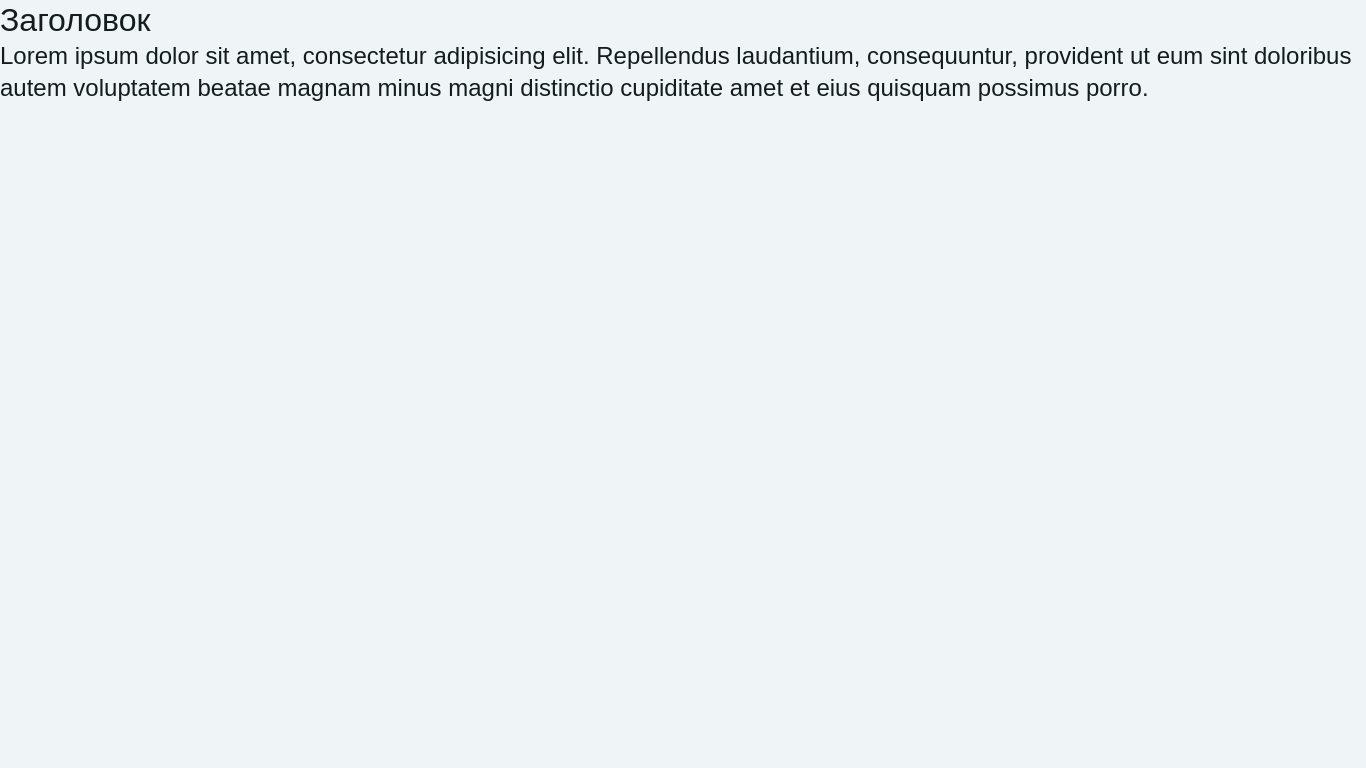 Заголовок
Lorem ipsum dolor sit amet, consectetur adipisicing elit. Repellendus laudantium, consequuntur, provident ut eum sint doloribus
autem voluptatem beatae magnam minus magni distinctio cupiditate amet et eius quisquam possimus porro.